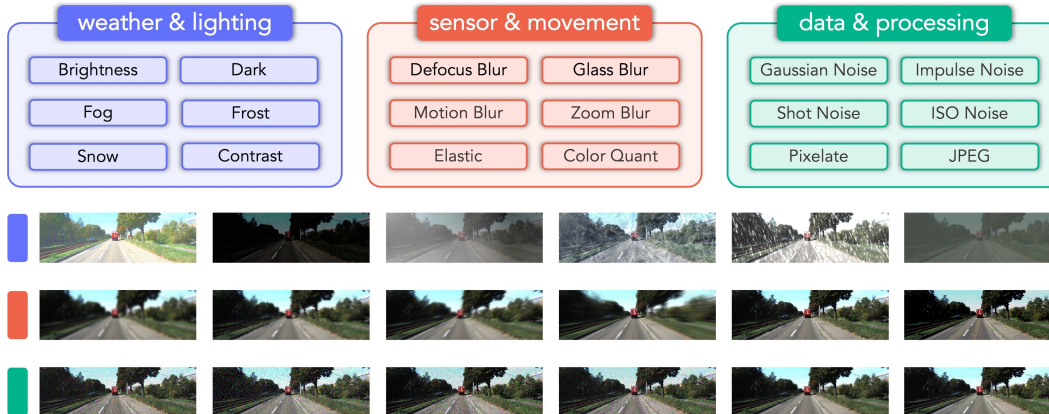 weather & lighting
Brightness
Dark
Fog
Frost
Snow
Contrast
sensor & movement
Defocus Blur
Glass Blur
Motion Blur
Zoom Blur
Elastic
Color Quant
data & processing
Gaussian Noise
Impulse Noise
Shot Noise
ISO Noise
Pixelate
JPEG